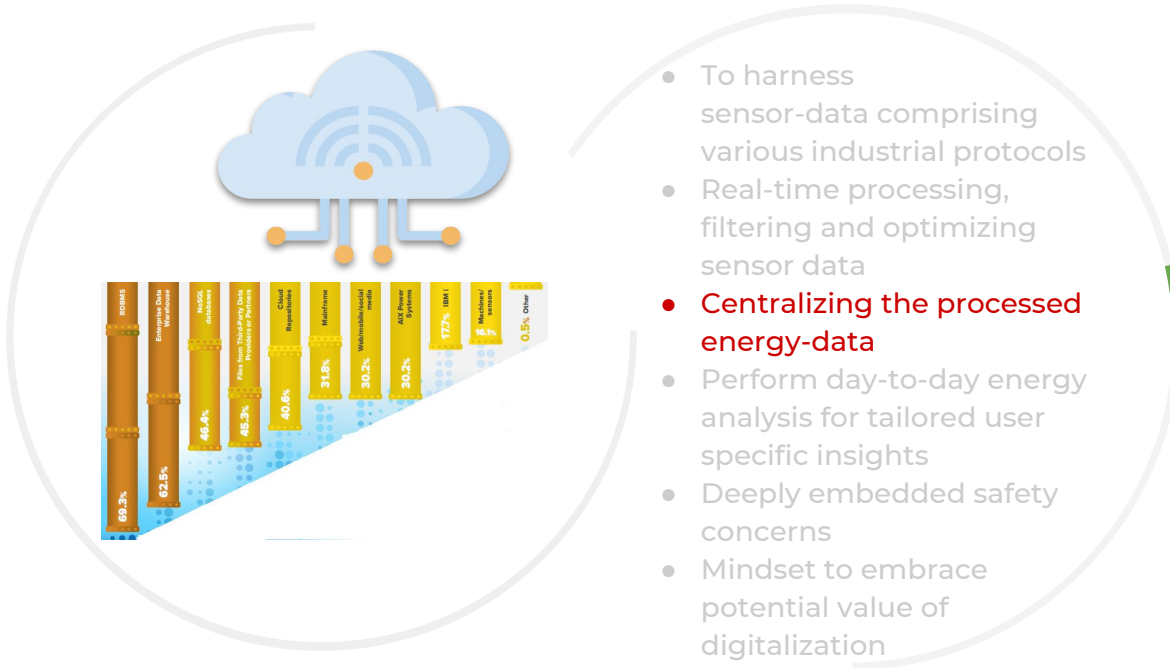 RDBMS
69.3%
Enterprise Data
Warehouse
62.5%
NoSQL
databases
46.4%
Files from Third-Party Data
Providers or Partners
45.3%
Cloud
Repositories
40.6%
Mainframe
31.8%
Web/mobile/social
media
30.2%
AIX Power
Systems
30.2%
IBM i
17.7%
Machines/
sensors
16.1%
Other
0.5%
● To harness
sensor-data comprising
various industrial protocols
● Real-time processing,
filtering and optimizing
sensor data
● Centralizing the processed
energy-data
● Perform day-to-day energy
analysis for tailored user
specific insights
● Deeply embedded safety
concerns
● Mindset to embrace
potential value of
digitalization